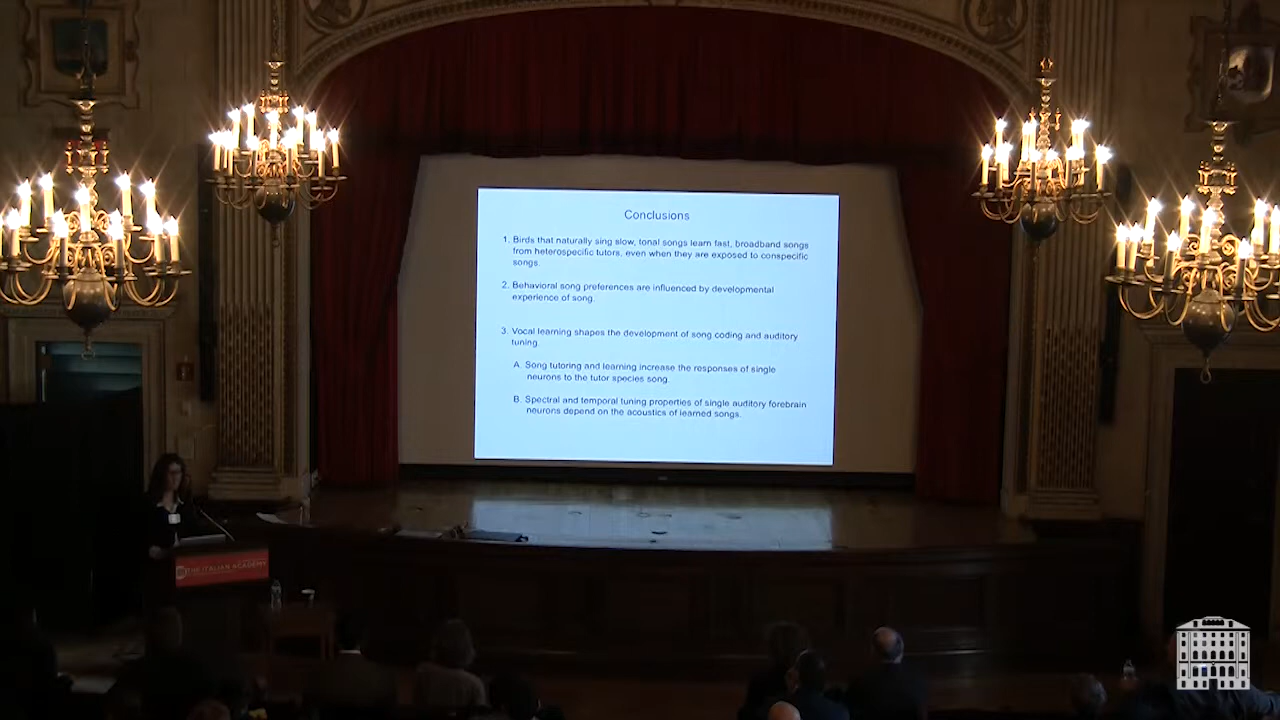 Conclusions
1. Birds that naturally sing slow, tonal songs learn fast, broadband songs
from heterospecific tutors, even when they are exposed to conspecific
songs.
2. Behavioral song preferences are influenced by developmental
experience of song.
3. Vocal learning shapes the development of song coding and auditory
tuning.
A. Song tutoring and learning increase the responses of single
neurons to the tutor species song.
B. Spectral and temporal tuning properties of single auditory forebrain
neurons depend on the acoustics of learned songs.
THE ITALIAN ACADEMY